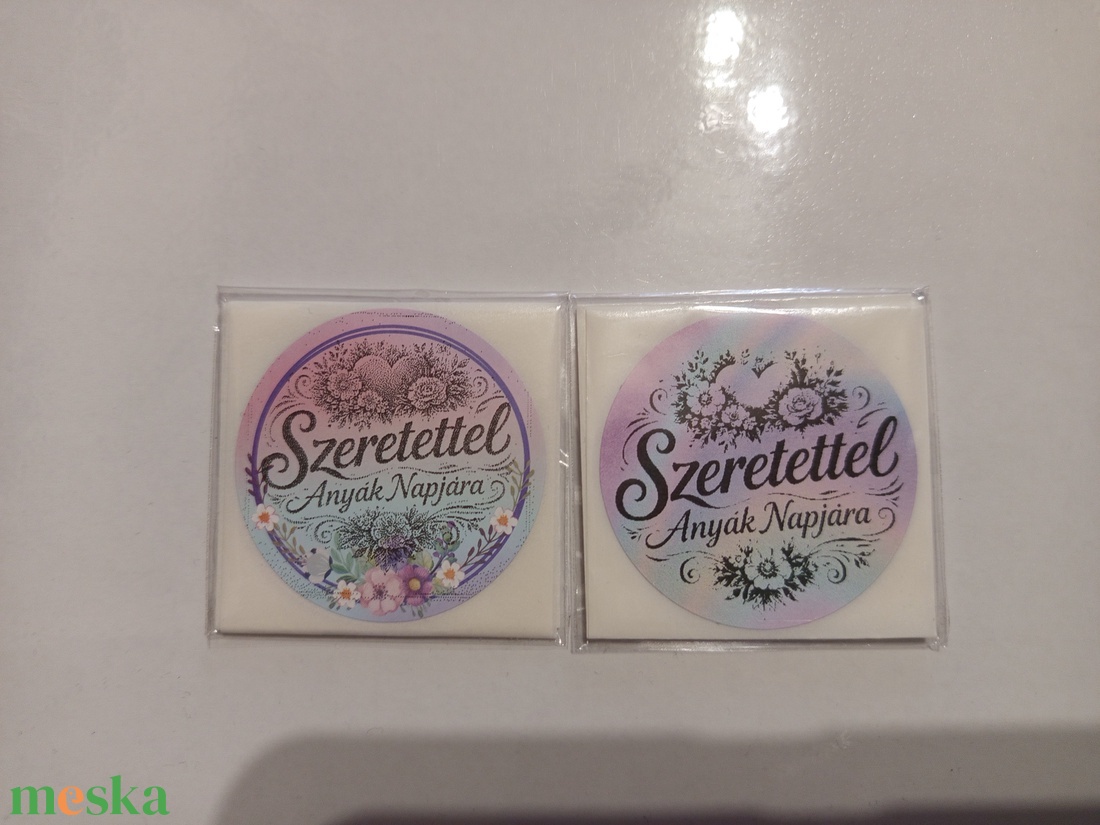 Szeretettel
Anyák Napjára
Szeretettel
Anyák Napjára
meska